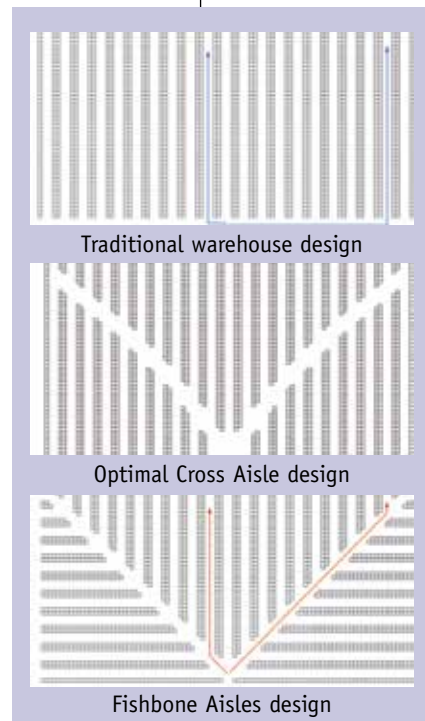 Traditional warehouse design
Optimal Cross Aisle design
Fishbone Aisles design